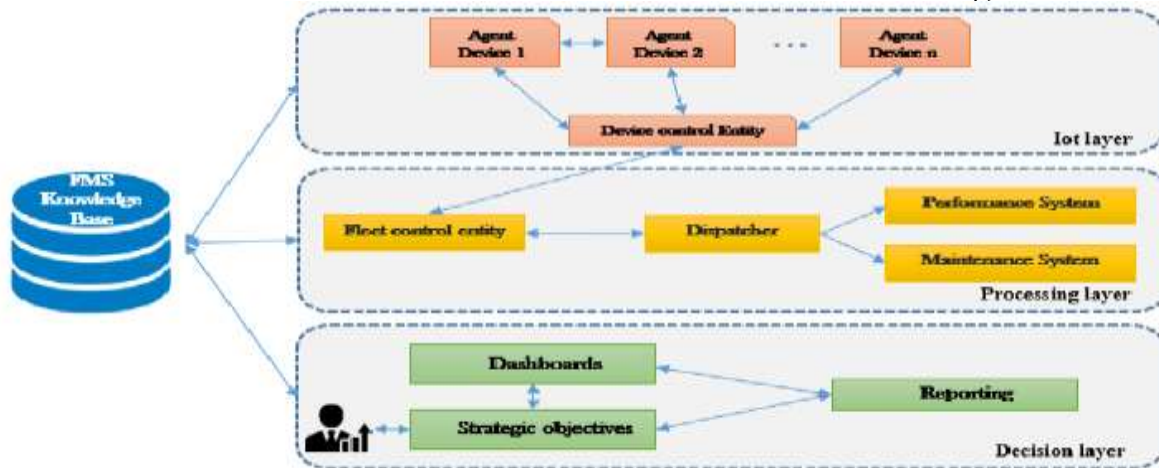 Agent
Device 1
Agent
Device 2
Agent
Device n
Device control Entity
Iot layer
FMS
Knowledge
Base
Fleet control entity
Dispatcher
Performance System
Maintenance System
Processing layer
Dashboards
Strategic objectives
Reporting
Decision layer